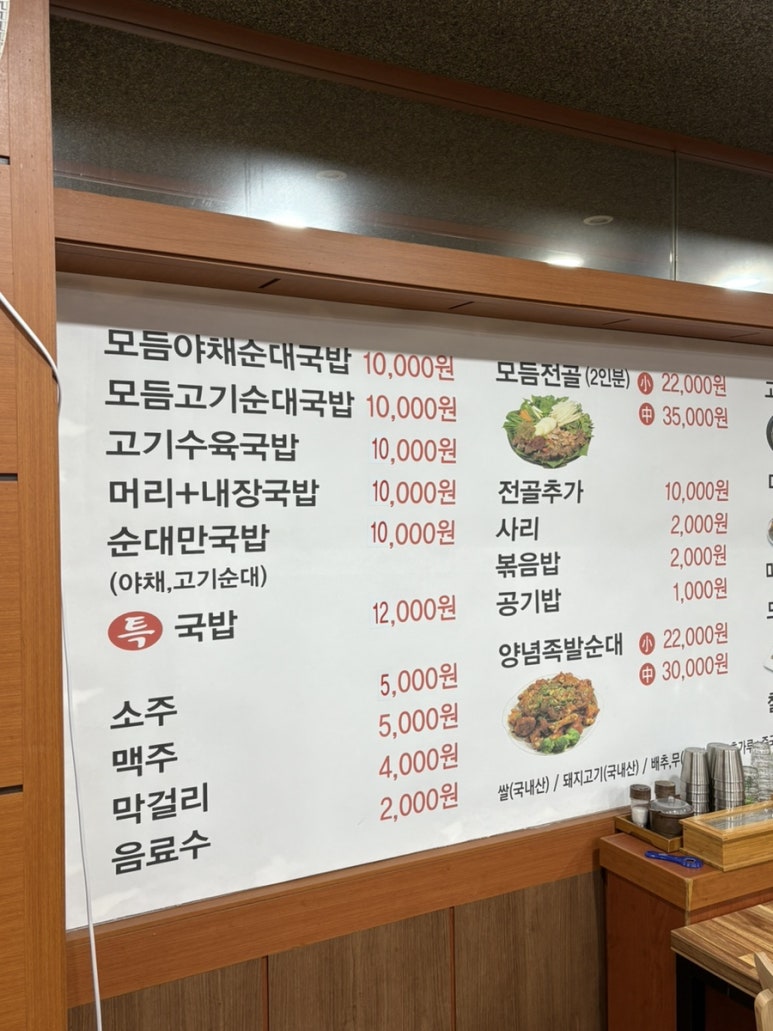 모듬야채순대국밥 10,000원
모듬고기순대국밥 10,000원
고기수육국밥 10,000원
머리+내장국밥 10,000원
순대만국밥 10,000원
(야채,고기순대)
특 국밥 12,000원
소주 5,000원
맥주 5,000원
막걸리 4,000원
음료수 2,000원
모듬전골 (2인분) 小 22,000원
中 35,000원
전골추가 10,000원
사리 2,000원
볶음밥 2,000원
공기밥 1,000원
양념족발순대 小 22,000원
中 30,000원
쌀(국내산) / 돼지고기(국내산) / 배추,무(